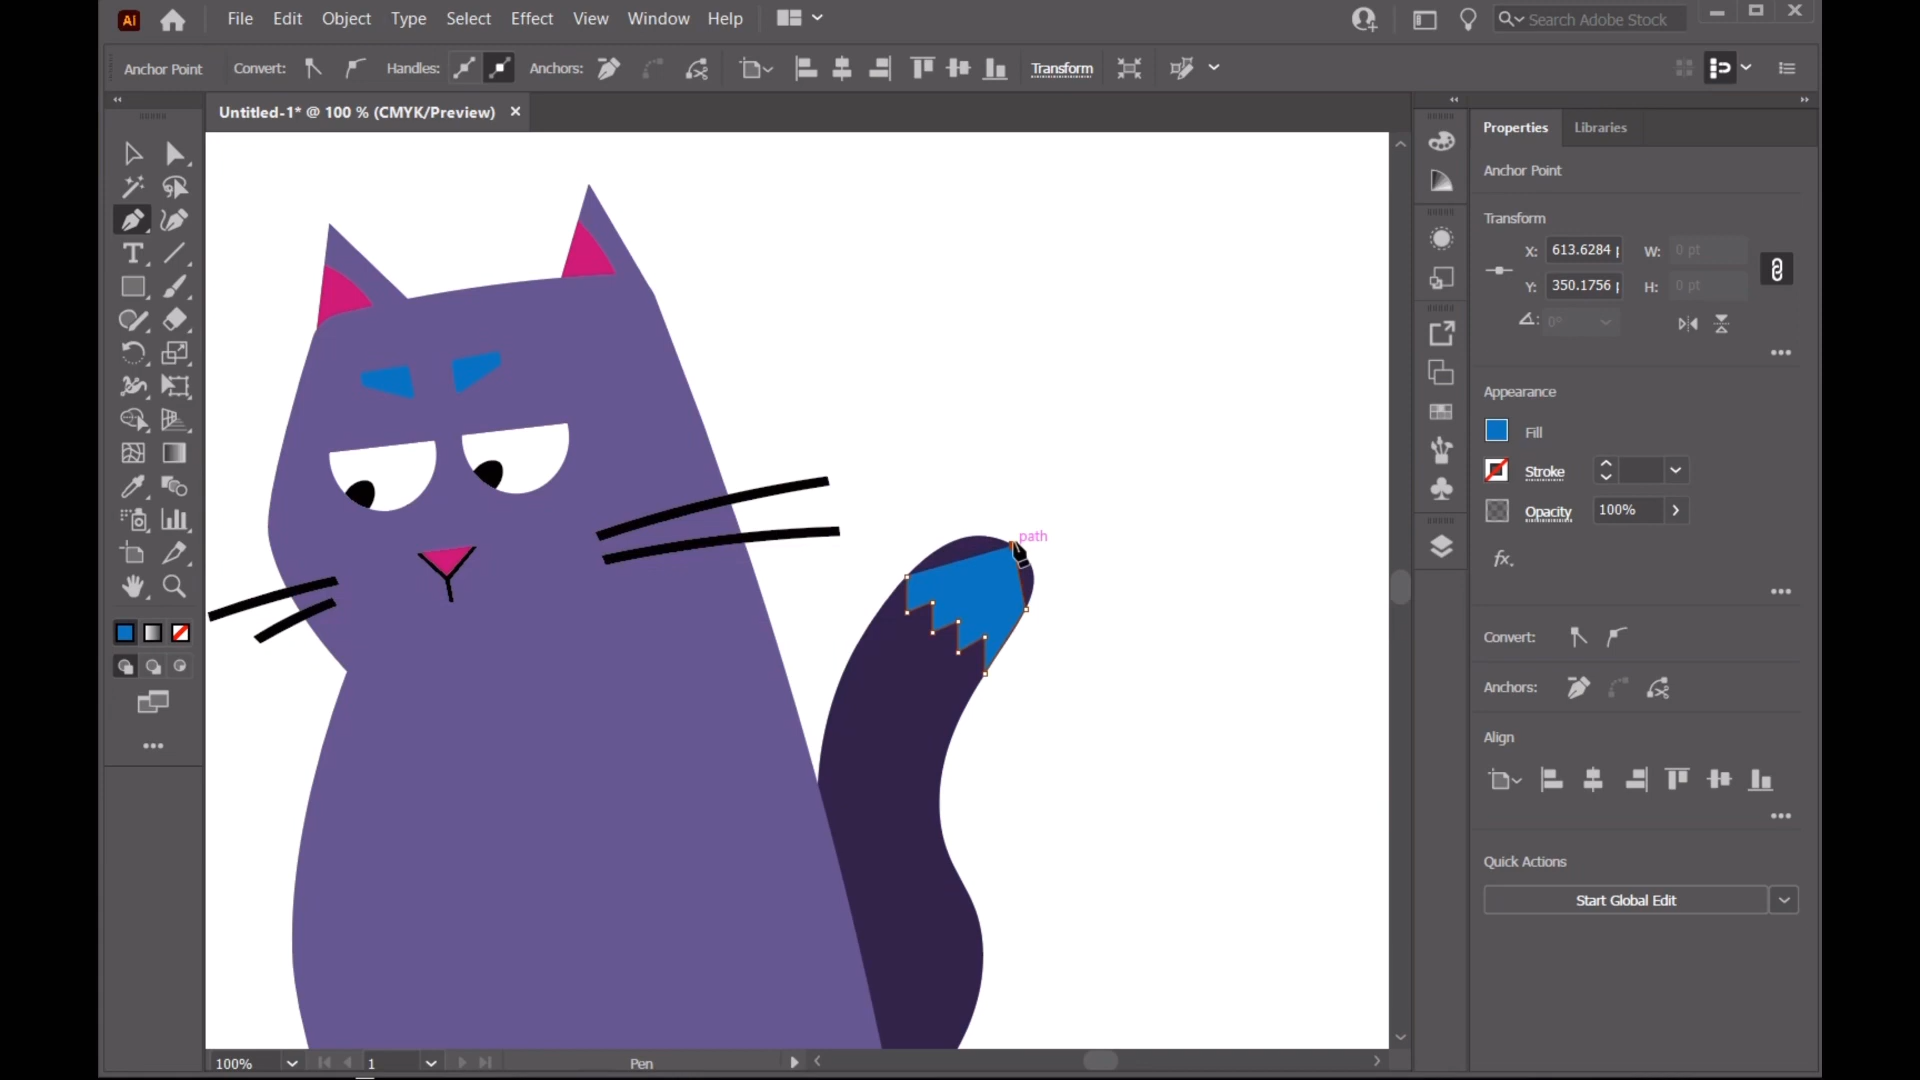 Ai File Edit Object Type Select Effect View Window Help Search Adobe Stock
Anchor Point Convert: Handles: Anchors: Transform
Untitled-1* @ 100 % (CMYK/Preview) ×
Properties Libraries
Anchor Point
Transform
X: 613.6284 p W: 0 pt
Y: 350.1756 p H: 0 pt
0°
Appearance
Fill
Stroke
Opacity 100%
fx.
Convert:
Anchors:
Align
Quick Actions
Start Global Edit
path
100% 1 Pen